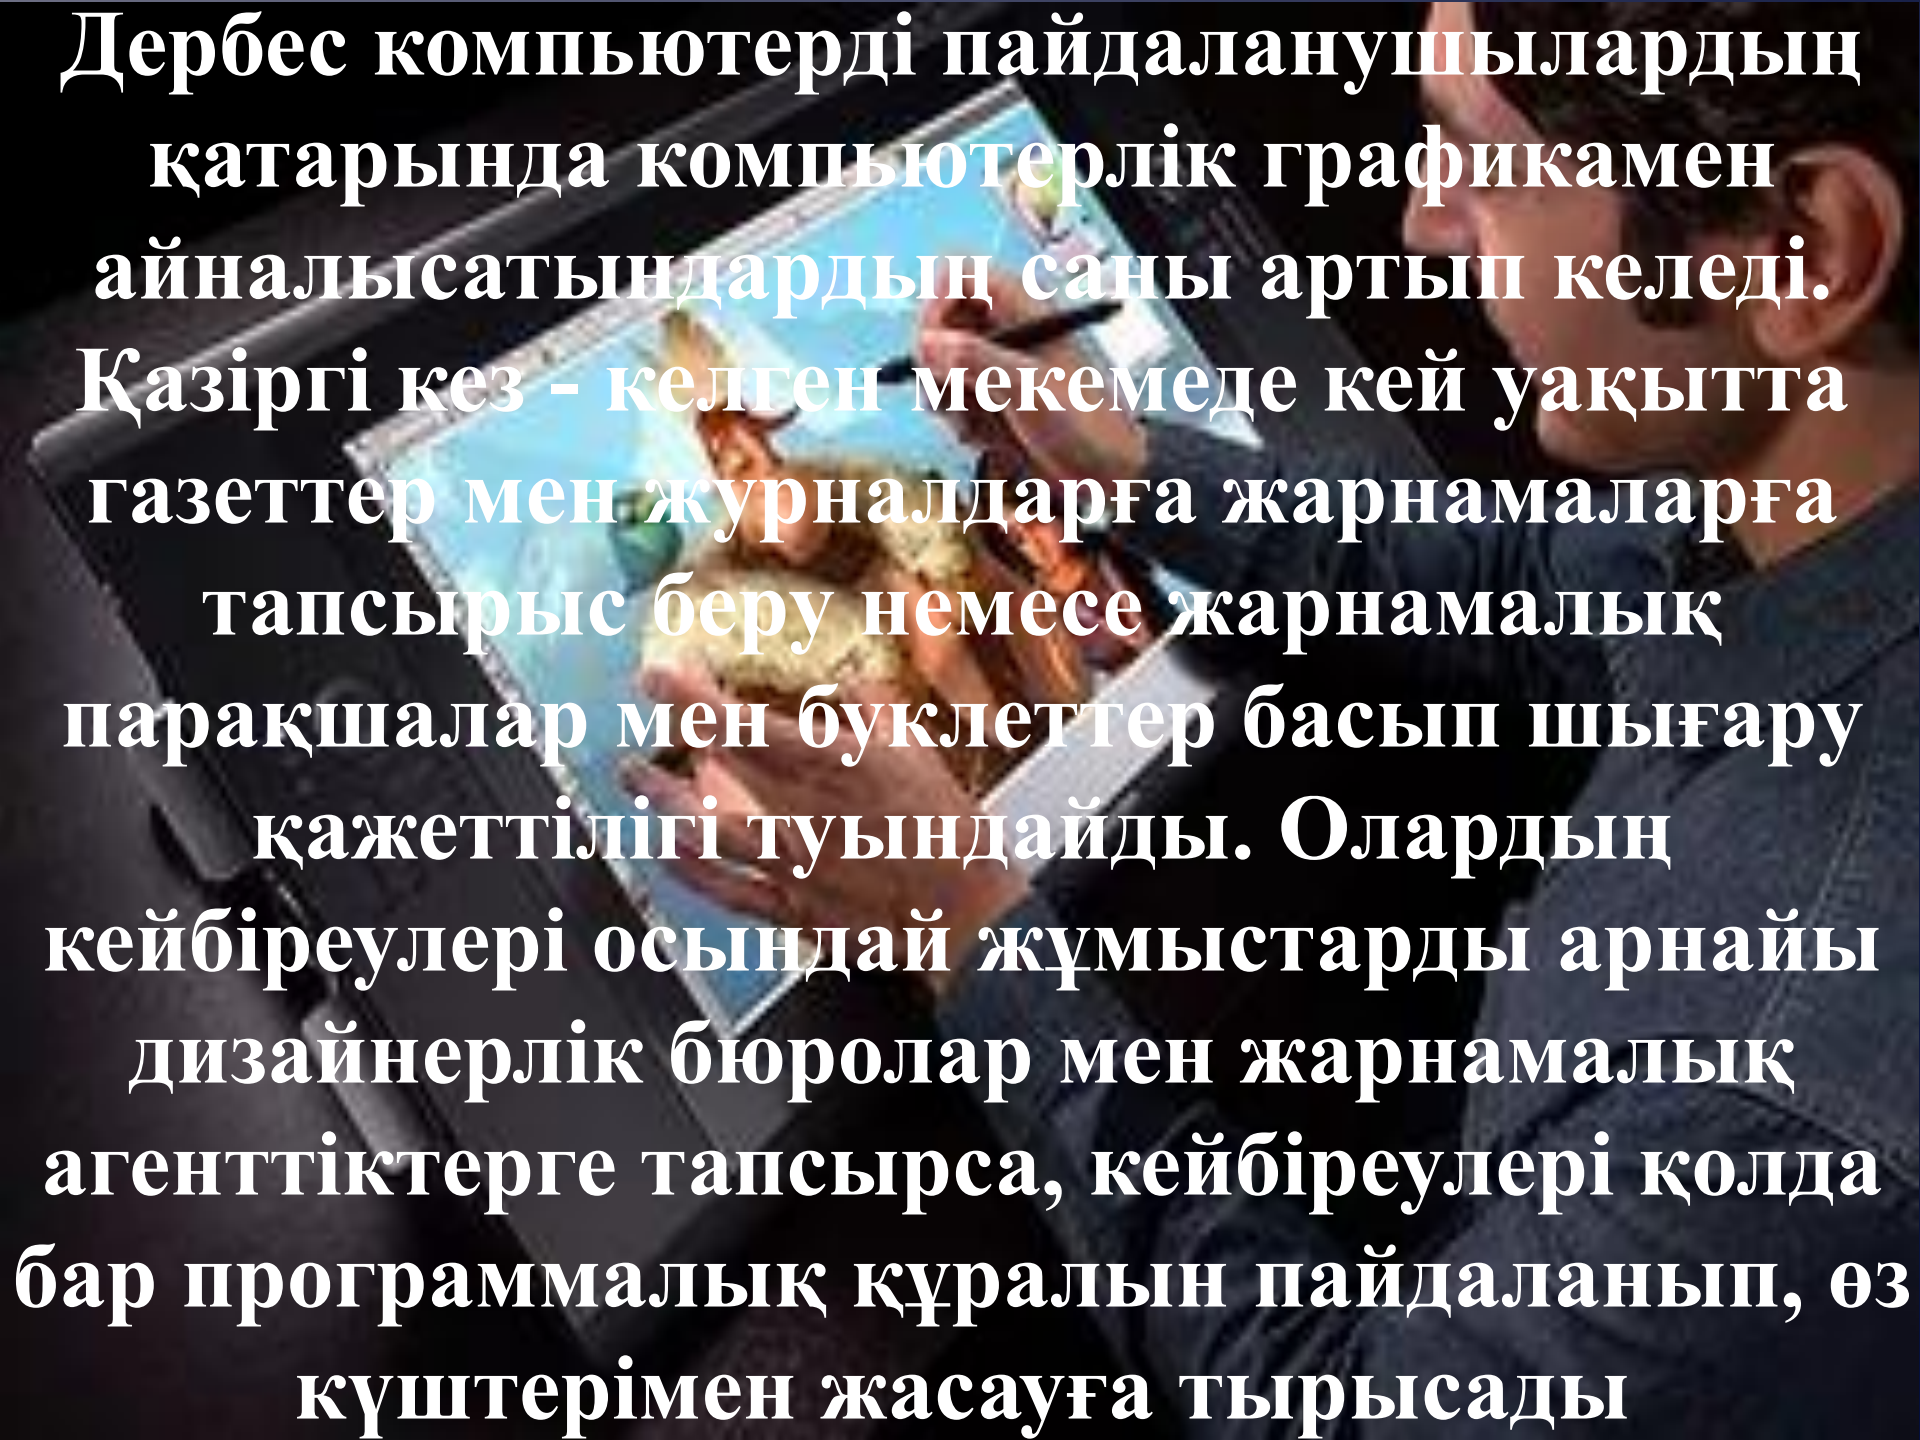 Дербес компьютерді пайдаланушылардың
қатарында компьютерлік графикамен
айналысатындардың саны артып келеді.
Қазіргі кез - келген мекемеде кей уақытта
газеттер мен журналдарға жарнамаларға
тапсырыс беру немесе жарнамалық
парақшалар мен буклеттер басып шығару
қажеттілігі туындайды. Олардың
кейбіреулері осындай жұмыстарды арнайы
дизайнерлік бюролар мен жарнамалық
агенттіктерге тапсырса, кейбіреулері қолда
бар программалық құралын пайдаланып, өз
күштерімен жасауға тырысады